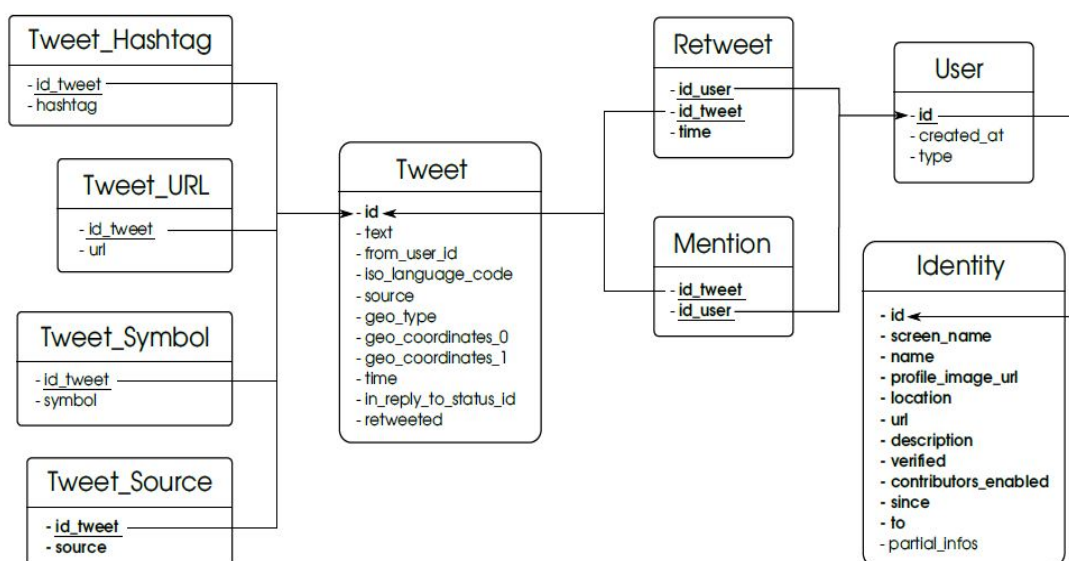 Tweet_Hashtag
- id_tweet
- hashtag
Tweet_URL
- id_tweet
- url
Tweet_Symbol
- id_tweet
- symbol
Tweet_Source
- id_tweet
- source
Tweet
- id
- text
- from_user_id
- iso_language_code
- source
- geo_type
- geo_coordinates_0
- geo_coordinates_1
- time
- in_reply_to_status_id
- retweeted
Retweet
- id_user
- id_tweet
- time
Mention
- id_tweet
- id_user
User
- id
- created_at
- type
Identity
- id
- screen_name
- name
- profile_image_url
- location
- url
- description
- verified
- contributors_enabled
- since
- to
- partial_infos